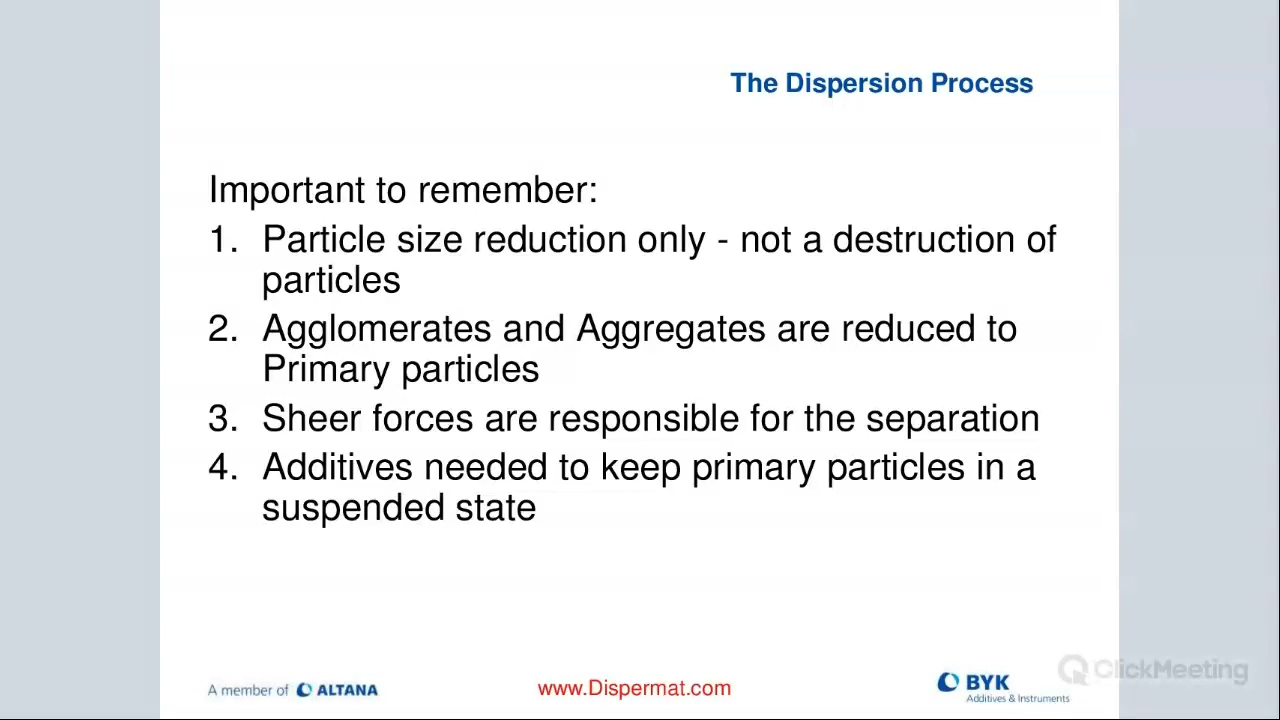 The Dispersion Process
Important to remember:
1. Particle size reduction only - not a destruction of
particles
2. Agglomerates and Aggregates are reduced to
Primary particles
3. Sheer forces are responsible for the separation
4. Additives needed to keep primary particles in a
suspended state
A member of ALTANA
www.Dispermat.com
BYK
Additives & Instruments
ClickMeeting